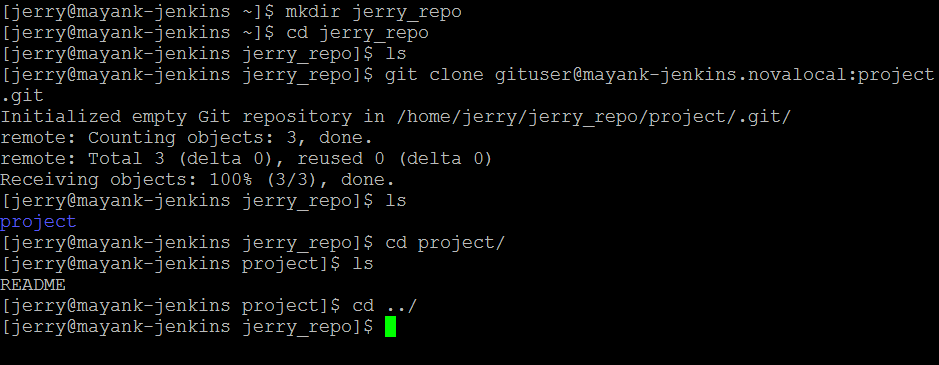 [jerry@mayank-jenkins ~]$ mkdir jerry_repo
[jerry@mayank-jenkins ~]$ cd jerry_repo
[jerry@mayank-jenkins jerry_repo]$ ls
[jerry@mayank-jenkins jerry_repo]$ git clone gituser@mayank-jenkins.novalocal:project
.git
Initialized empty Git repository in /home/jerry/jerry_repo/project/.git/
remote: Counting objects: 3, done.
remote: Total 3 (delta 0), reused 0 (delta 0)
Receiving objects: 100% (3/3), done.
[jerry@mayank-jenkins jerry_repo]$ ls
project
[jerry@mayank-jenkins jerry_repo]$ cd project/
[jerry@mayank-jenkins project]$ ls
README
[jerry@mayank-jenkins project]$ cd ../
[jerry@mayank-jenkins jerry_repo]$